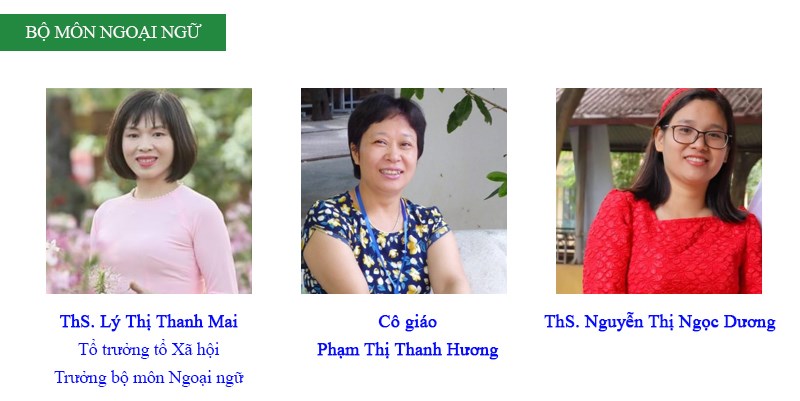 BỘ MÔN NGOẠI NGỮ
ThS. Lý Thị Thanh Mai
Tổ trưởng tổ Xã hội
Trưởng bộ môn Ngoại ngữ
Cô giáo
Phạm Thị Thanh Hương
ThS. Nguyễn Thị Ngọc Dương